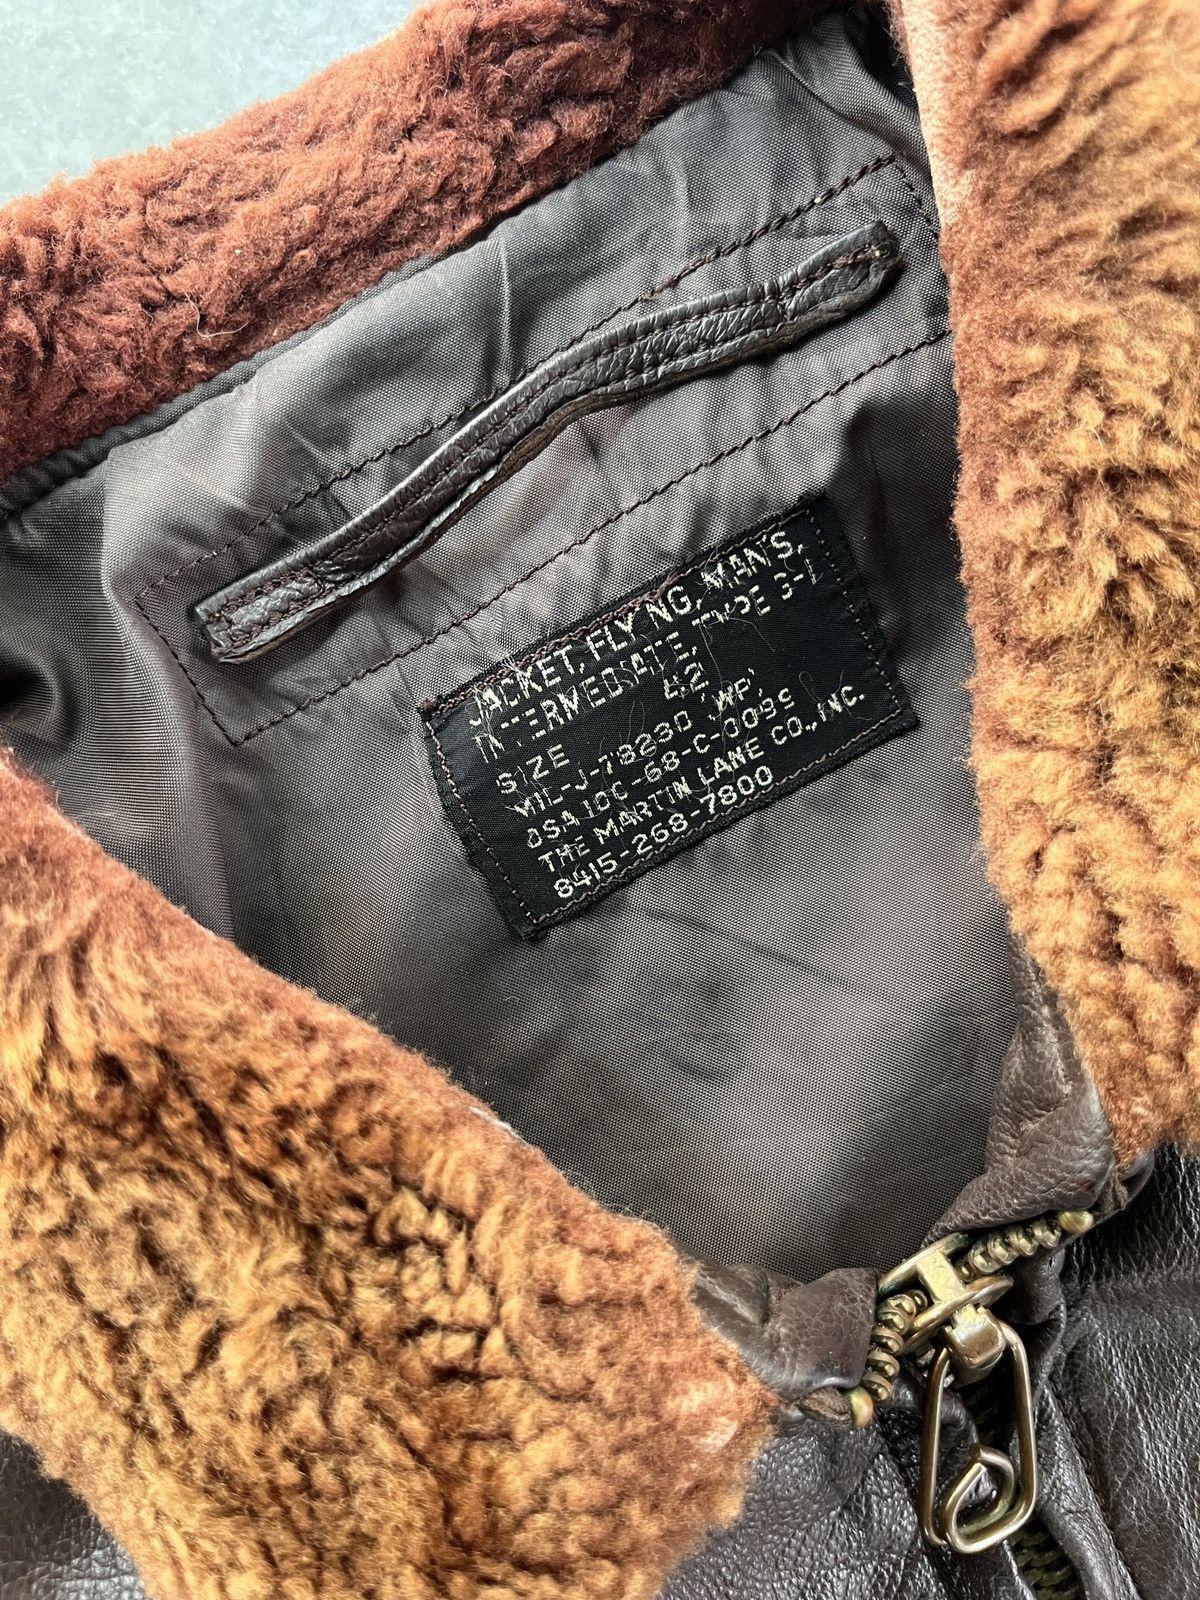 JACKET, FLYING, MAN'S,
INTERMEDIATE, TYPE G-1
SIZE 42
MIL-J-7823D (WP)
DSA 100-68-C-0095
THE MARTIN LANE CO., INC.
8415-268-7800